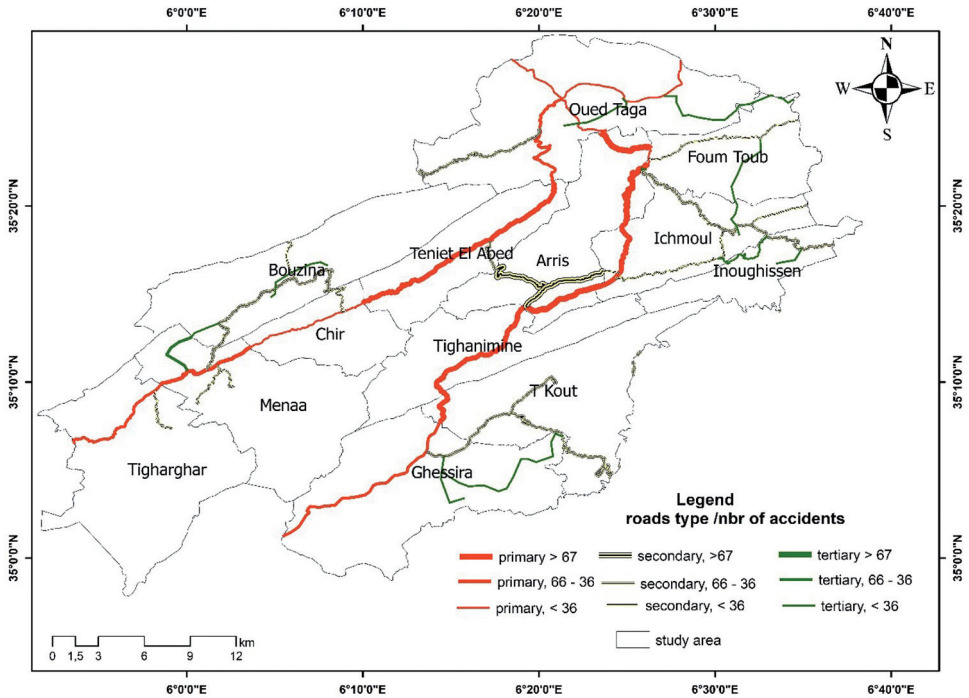 6°0'0"E 6°10'0"E 6°20'0"E 6°30'0"E 6°40'0"E
N
W E
S
Oued Taga
Foum Toub
35°20'0"N 35°20'0"N
Teniet El Abed
Arris
Ichmoul
Bouzina
Inoughissen
Chir
Tighanimine
35°10'0"N 35°10'0"N
Menaa
T Kout
Tigharghar
Ghessira
Legend
roads type /nbr of accidents
primary > 67 secondary, >67 tertiary > 67
primary, 66 - 36 secondary, 66 - 36 tertiary, 66 - 36
primary, < 36 secondary, < 36 tertiary, < 36
study area
35°0'0"N 35°0'0"N
km
0 1,5 3 6 9 12
6°0'0"E 6°10'0"E 6°20'0"E 6°30'0"E 6°40'0"E